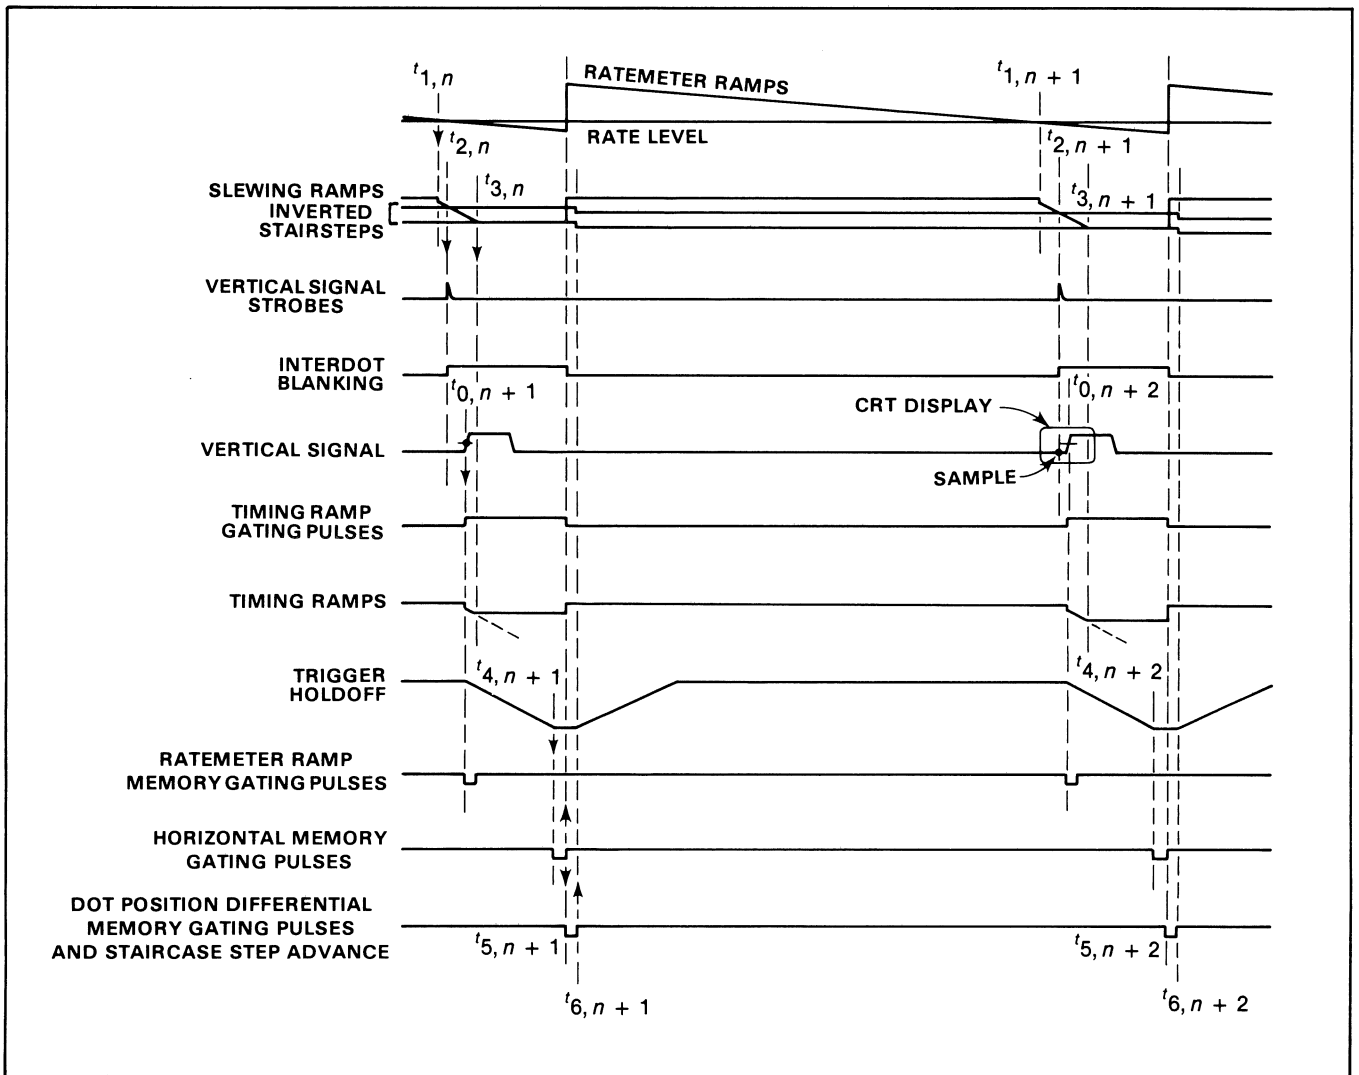 t1, n
RATEMETER RAMPS
t1, n + 1
RATE LEVEL
t2, n
t2, n + 1
SLEWING RAMPS
t3, n
t3, n + 1
INVERTED
STAIRSTEPS
VERTICAL SIGNAL
STROBES
INTERDOT
BLANKING
t0, n + 1
t0, n + 2
CRT DISPLAY
VERTICAL SIGNAL
SAMPLE
TIMING RAMP
GATING PULSES
TIMING RAMPS
TRIGGER
HOLDOFF
t4, n + 1
t4, n + 2
RATEMETER RAMP
MEMORY GATING PULSES
HORIZONTAL MEMORY
GATING PULSES
DOT POSITION DIFFERENTIAL
MEMORY GATING PULSES
AND STAIRCASE STEP ADVANCE
t5, n + 1
t5, n + 2
t6, n + 1
t6, n + 2